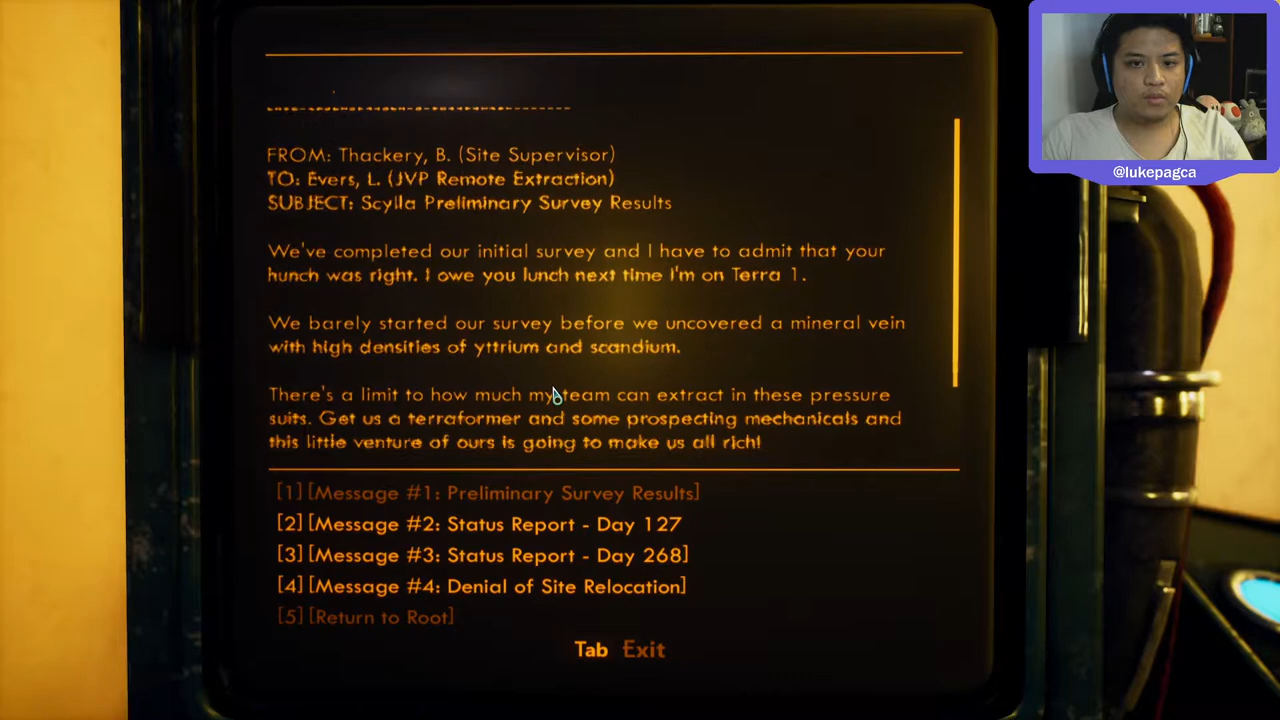 @lukepagca
FROM: Thackery, B. (Site Supervisor)
TO: Evers, L. (JVP Remote Extraction)
SUBJECT: Scylla Preliminary Survey Results
We've completed our initial survey and I have to admit that your
hunch was right. I owe you lunch next time I'm on Terra 1.
We barely started our survey before we uncovered a mineral vein
with high densities of yttrium and scandium.
There's a limit to how much my team can extract in these pressure
suits. Get us a terraformer and some prospecting mechanicals and
this little venture of ours is going to make us all rich!
[1] [Message #1: Preliminary Survey Results]
[2] [Message #2: Status Report - Day 127
[3] [Message #3: Status Report - Day 268]
[4] [Message #4: Denial of Site Relocation]
[5] [Return to Root]
Tab Exit